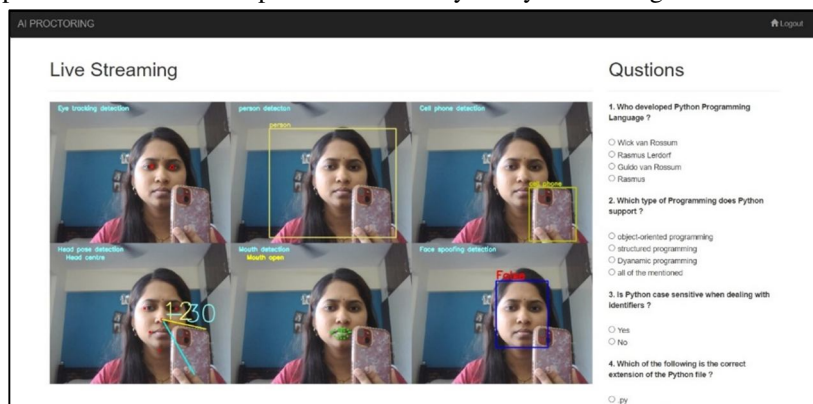 AI PROCTORING
Logout
Live Streaming
Qustions
Eye tracking detection
person detection
Cell phone detection
person
cell phone
Head pose detection
Head centre
Mouth detection
Mouth open
Face spoofing detection
False
1230
1. Who developed Python Programming
Language ?
Wick van Rossum
Rasmus Lerdorf
Guido van Rossum
Rasmus
2. Which type of Programming does Python
support ?
object-oriented programming
structured programming
Dyanamic programming
all of the mentioned
3. Is Python case sensitive when dealing with
identifiers ?
Yes
No
4. Which of the following is the correct
extension of the Python file ?
.py